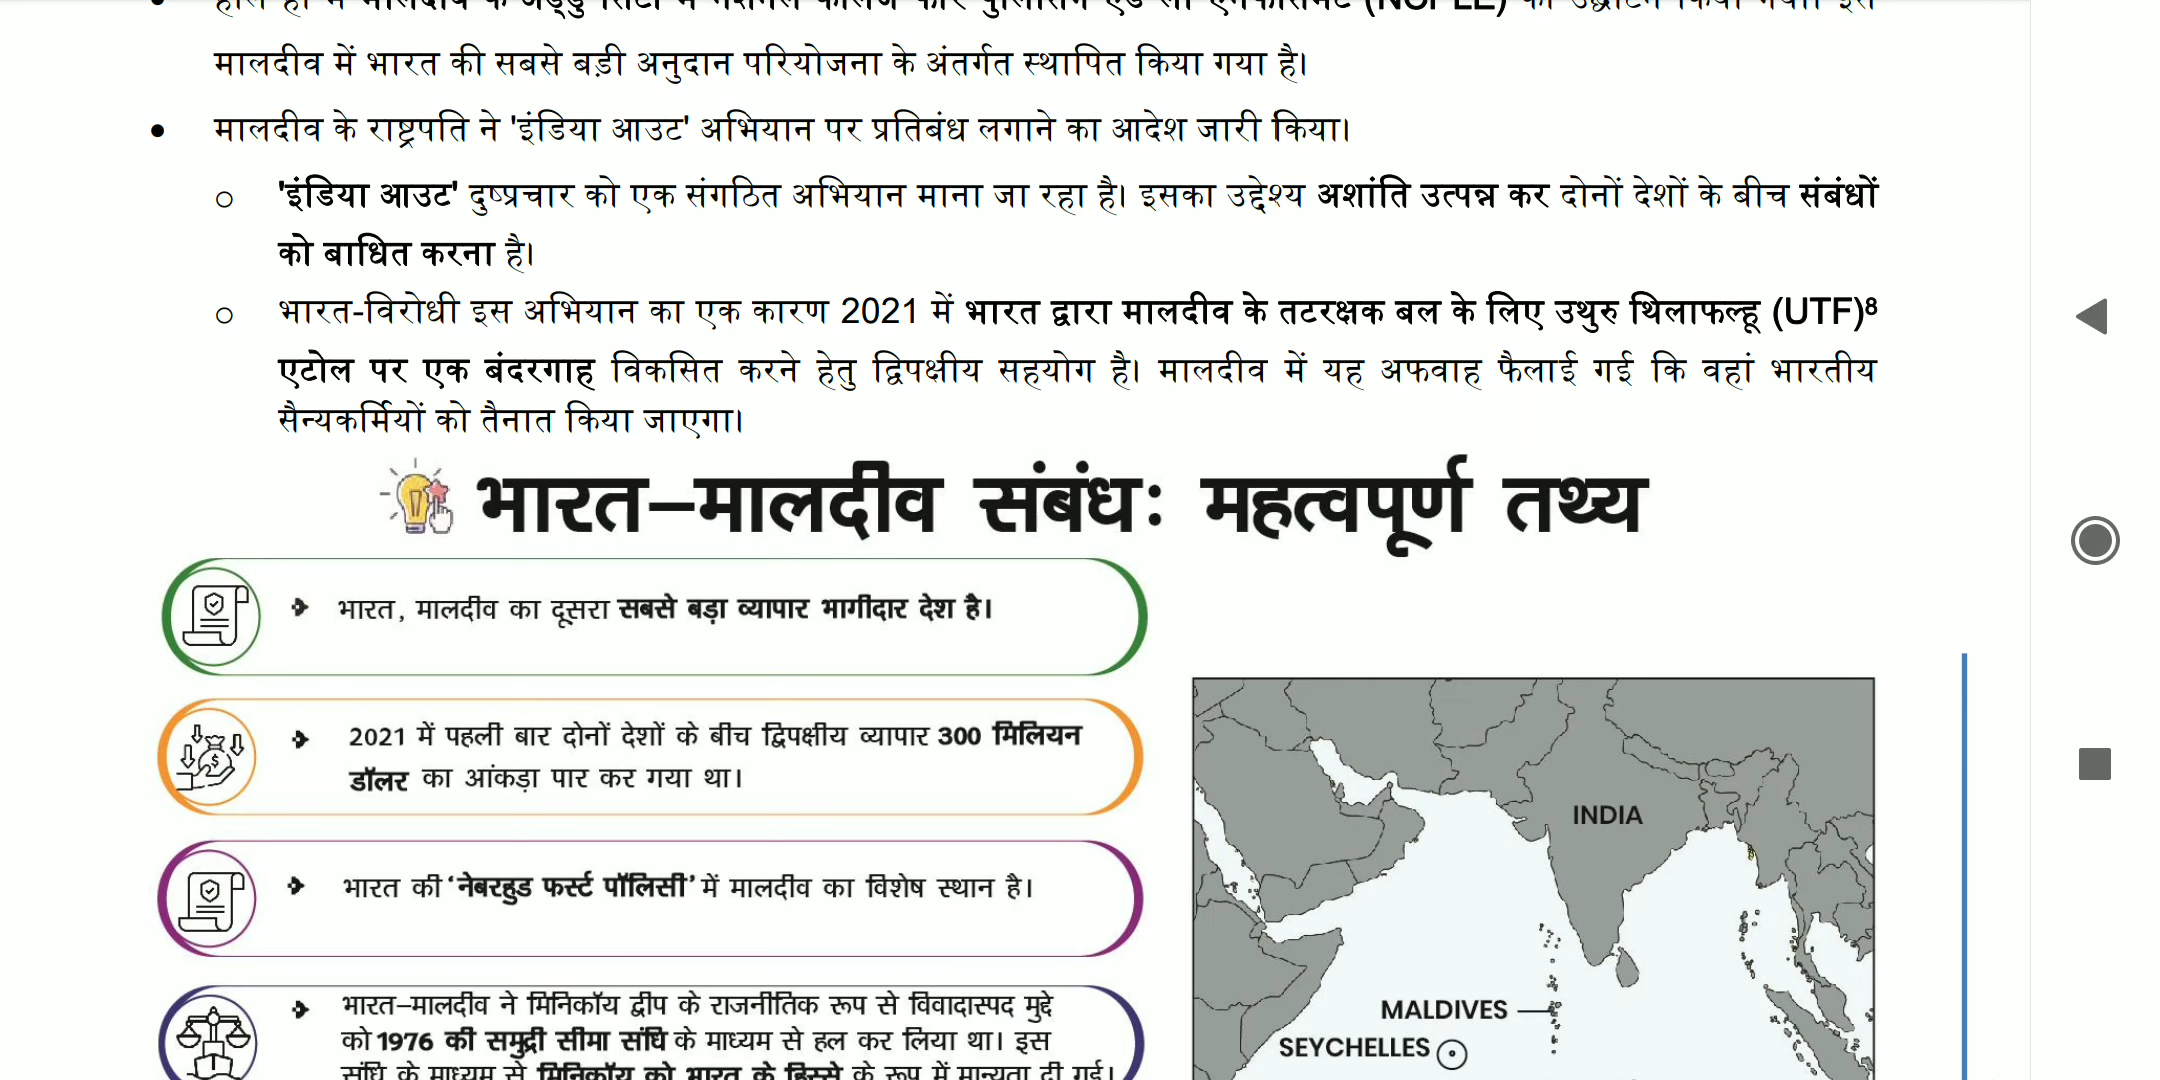 मालदीव में भारत की सबसे बड़ी अनुदान परियोजना के अंतर्गत स्थापित किया गया है।
• मालदीव के राष्ट्रपति ने 'इंडिया आउट' अभियान पर प्रतिबंध लगाने का आदेश जारी किया।
o 'इंडिया आउट' दुष्प्रचार को एक संगठित अभियान माना जा रहा है। इसका उद्देश्य अशांति उत्पन्न कर दोनों देशों के बीच संबंधों
को बाधित करना है।
o भारत-विरोधी इस अभियान का एक कारण 2021 में भारत द्वारा मालदीव के तटरक्षक बल के लिए उथुरु थिलाफल्हू (UTF)8
एटोल पर एक बंदरगाह विकसित करने हेतु द्विपक्षीय सहयोग है। मालदीव में यह अफवाह फैलाई गई कि वहां भारतीय
सैन्यकर्मियों को तैनात किया जाएगा।
भारत–मालदीव संबंधः महत्वपूर्ण तथ्य
भारत, मालदीव का दूसरा सबसे बड़ा व्यापार भागीदार देश है।
2021 में पहली बार दोनों देशों के बीच द्विपक्षीय व्यापार 300 मिलियन
डॉलर का आंकड़ा पार कर गया था।
भारत की 'नेबरहुड फर्स्ट पॉलिसी' में मालदीव का विशेष स्थान है।
भारत–मालदीव ने मिनिकॉय द्वीप के राजनीतिक रूप से विवादास्पद मुद्दे
को 1976 की समुद्री सीमा संधि के माध्यम से हल कर लिया था। इस
संधि के माध्यम से मिनिकॉय को भारत के हिस्से के रूप में मान्यता दी गई।
INDIA
MALDIVES
SEYCHELLES